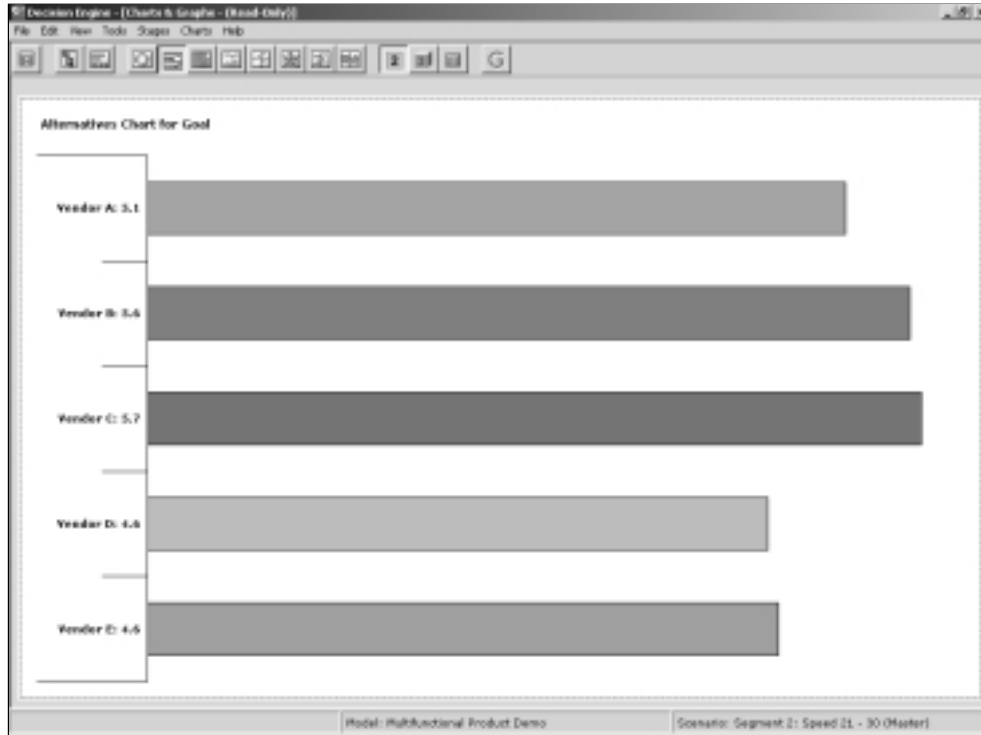 Decision Engine - [Charts & Graphs - (Read-Only)]
File Edit View Tools Stages Charts Help
G
Alternatives Chart for Goal
Vendor A: 5.1
Vendor B: 5.6
Vendor C: 5.7
Vendor D: 4.6
Vendor E: 4.6
Model: Multifunctional Product Demo
Scenario: Segment 2: Speed 21 - 30 (Master)